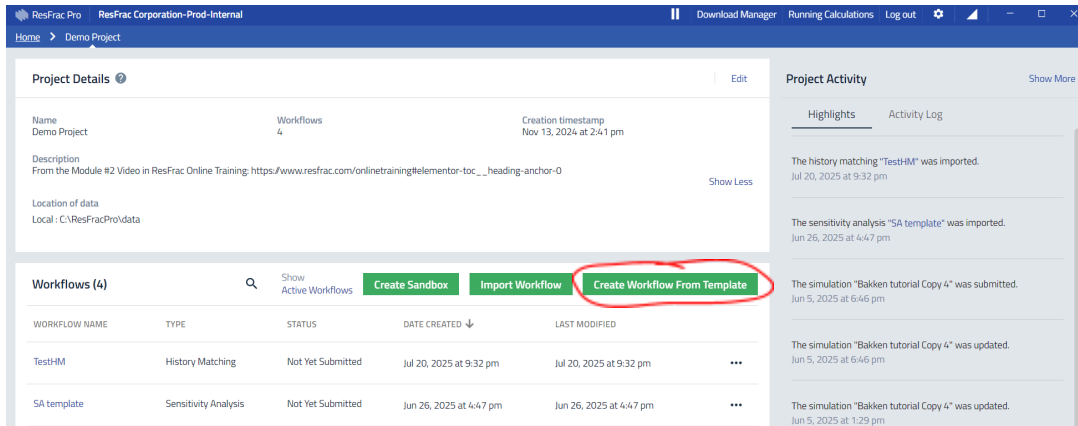 ResFrac Pro ResFrac Corporation-Prod-Internal Download Manager Running Calculations Log out
Home > Demo Project
Project Details ? Edit
Name Workflows Creation timestamp
Demo Project 4 Nov 13, 2024 at 2:41 pm
Description
From the Module #2 Video in ResFrac Online Training: https://www.resfrac.com/onlinetraining#elementor-toc__heading-anchor-0
Show Less
Location of data
Local : C:\ResFracPro\data
Workflows (4) Show Active Workflows Create Sandbox Import Workflow Create Workflow From Template
WORKFLOW NAME TYPE STATUS DATE CREATED LAST MODIFIED
TestHM History Matching Not Yet Submitted Jul 20, 2025 at 9:32 pm Jul 20, 2025 at 9:32 pm
SA template Sensitivity Analysis Not Yet Submitted Jun 26, 2025 at 4:47 pm Jun 26, 2025 at 4:47 pm
Project Activity Show More
Highlights Activity Log
The history matching "TestHM" was imported.
Jul 20, 2025 at 9:32 pm
The sensitivity analysis "SA template" was imported.
Jun 26, 2025 at 4:47 pm
The simulation "Bakken tutorial Copy 4" was submitted.
Jun 5, 2025 at 6:46 pm
The simulation "Bakken tutorial Copy 4" was updated.
Jun 5, 2025 at 6:46 pm
The simulation "Bakken tutorial Copy 4" was updated.
Jun 5, 2025 at 1:29 pm